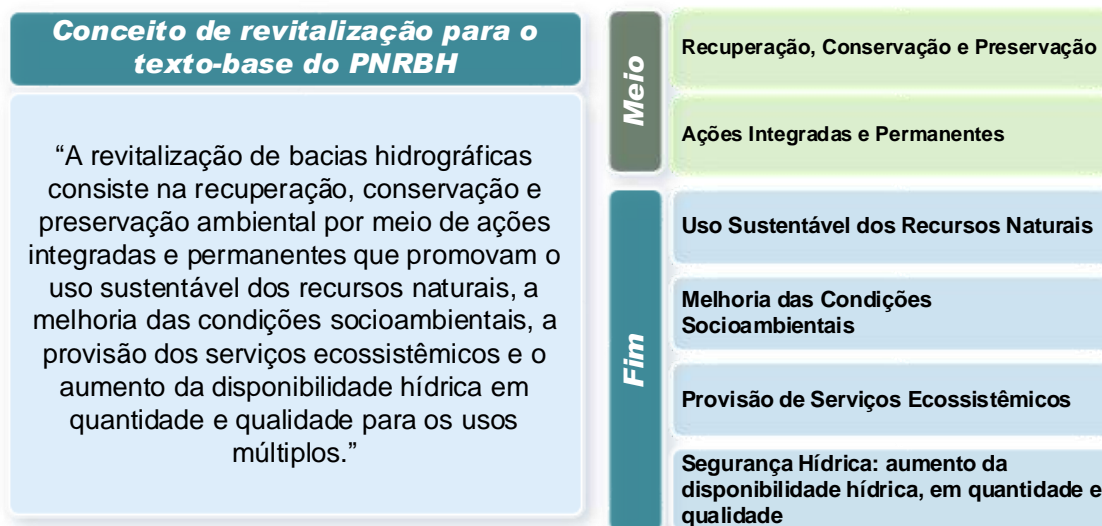 Conceito de revitalização para o
texto-base do PNRBH
“A revitalização de bacias hidrográficas
consiste na recuperação, conservação e
preservação ambiental por meio de ações
integradas e permanentes que promovam o
uso sustentável dos recursos naturais, a
melhoria das condições socioambientais, a
provisão dos serviços ecossistêmicos e o
aumento da disponibilidade hídrica em
quantidade e qualidade para os usos
múltiplos.”
Meio
Recuperação, Conservação e Preservação
Ações Integradas e Permanentes
Fim
Uso Sustentável dos Recursos Naturais
Melhoria das Condições
Socioambientais
Provisão de Serviços Ecossistêmicos
Segurança Hídrica: aumento da
disponibilidade hídrica, em quantidade e
qualidade